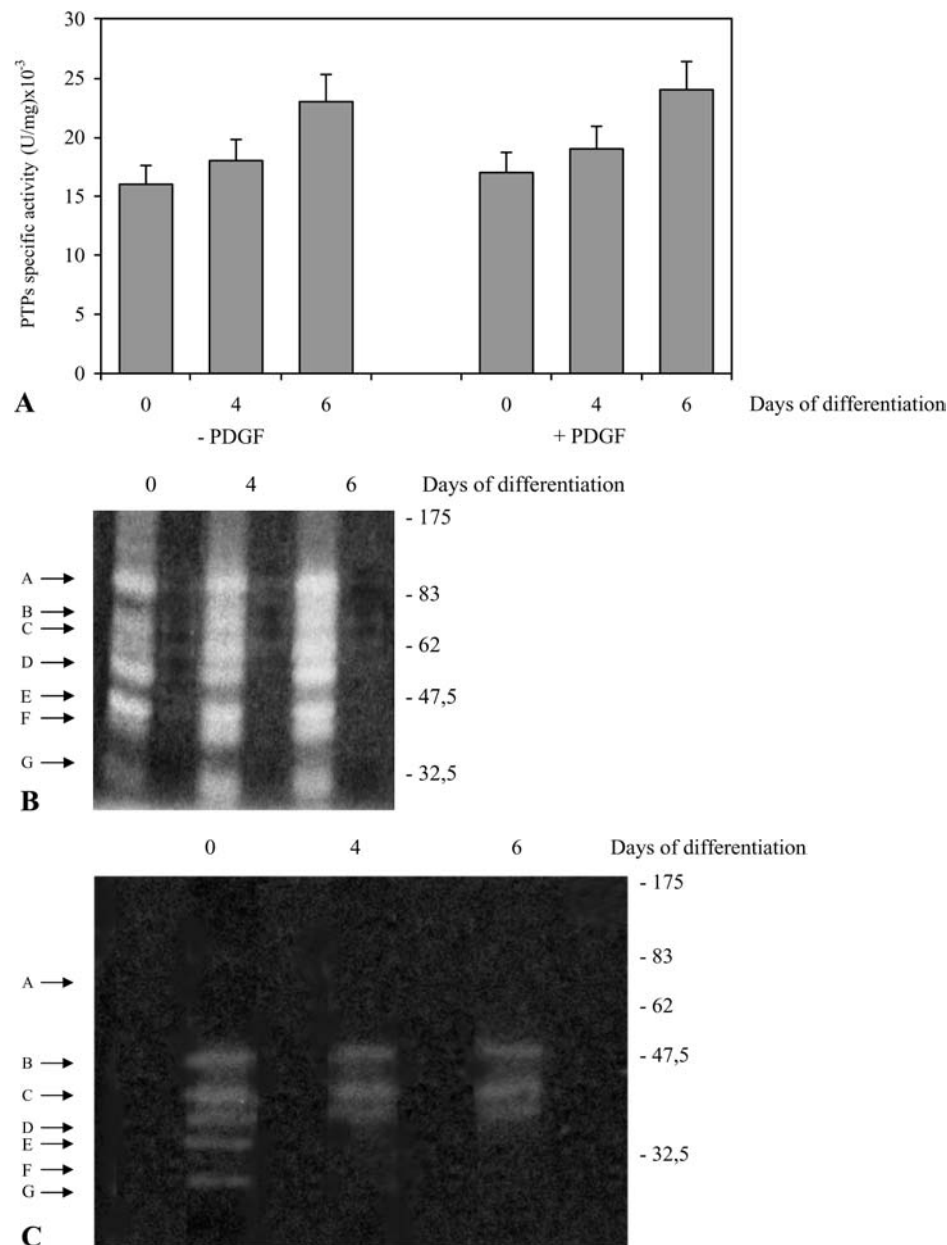 30
25
20
15
10
5
0
PTPs specific activity (U/mg)x10⁻³
A
0 4 6 0 4 6 Days of differentiation
- PDGF + PDGF
0 4 6 Days of differentiation
- 175
A
- 83
B
C
- 62
D
E
- 47,5
F
G
- 32,5
B
0 4 6 Days of differentiation
- 175
- 83
A
- 62
B
- 47,5
C
D
E
- 32,5
F
G
C